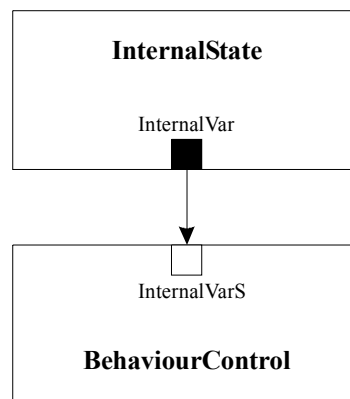 InternalState
InternalVar
InternalVarS
BehaviourControl